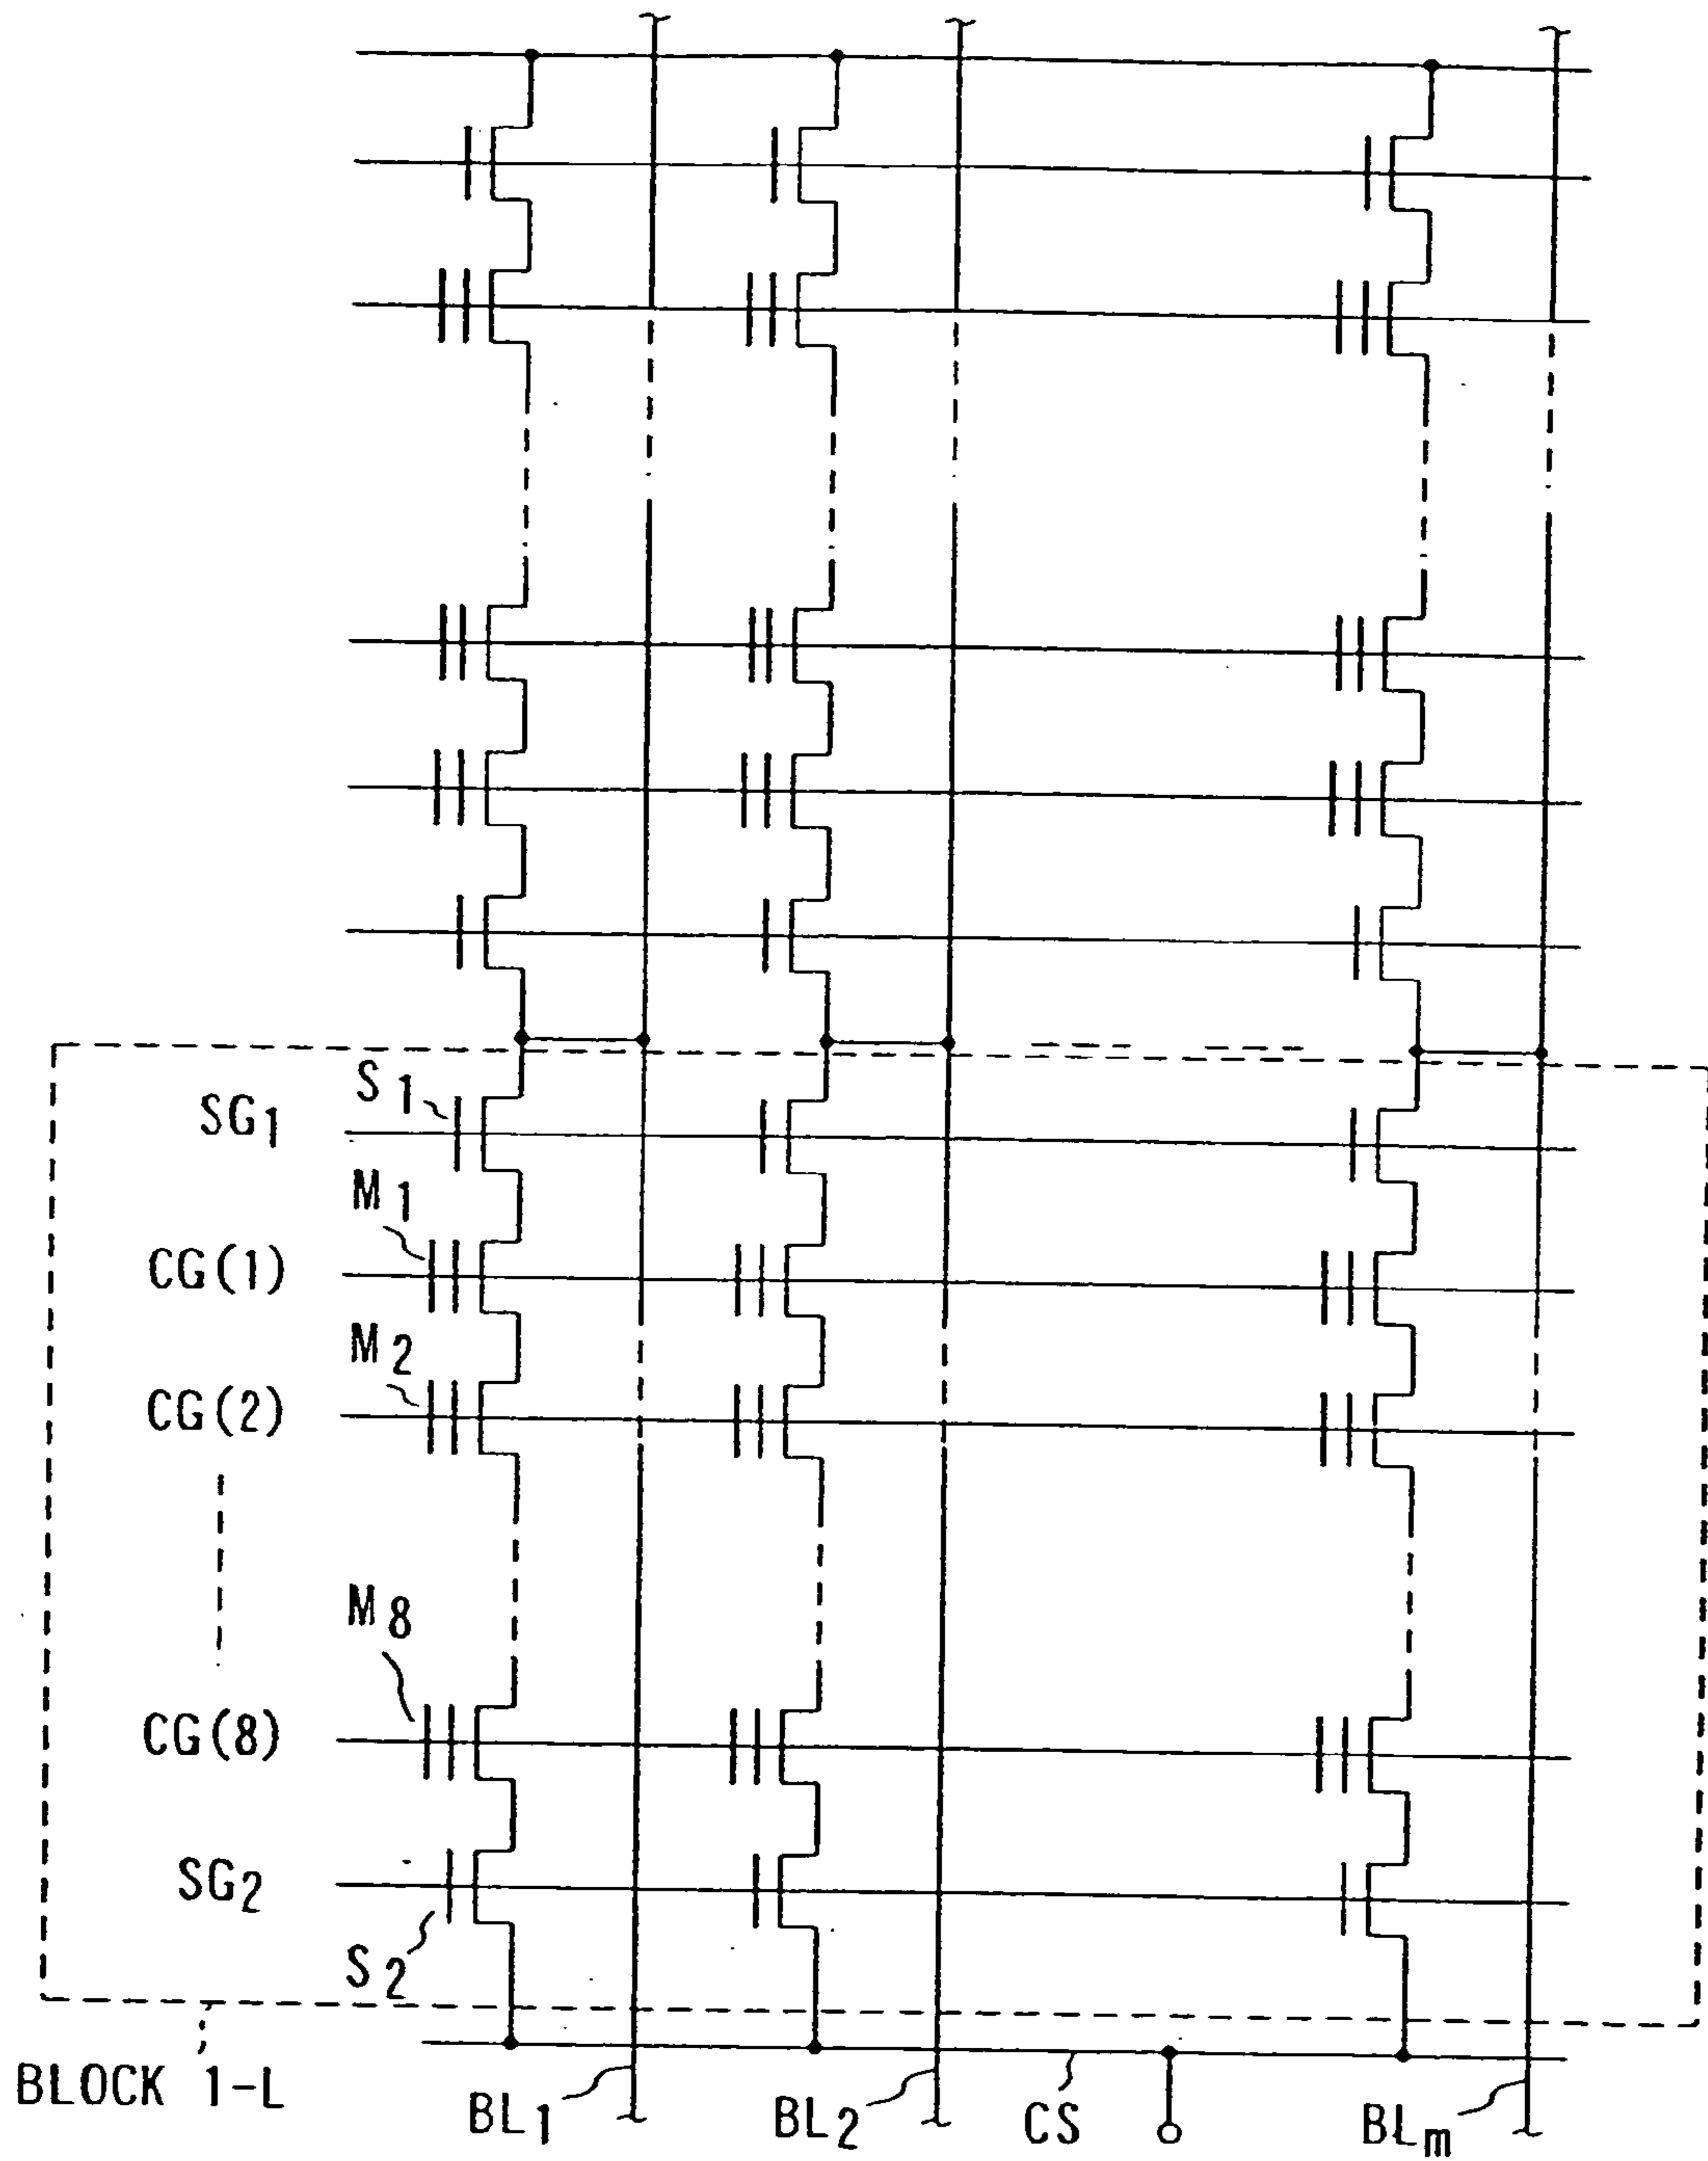 S1
SG1
M1
CG(1)
M2
CG(2)
M8
CG(8)
SG2
S2
BLOCK 1-L
BL1
BL2
CS
BLm